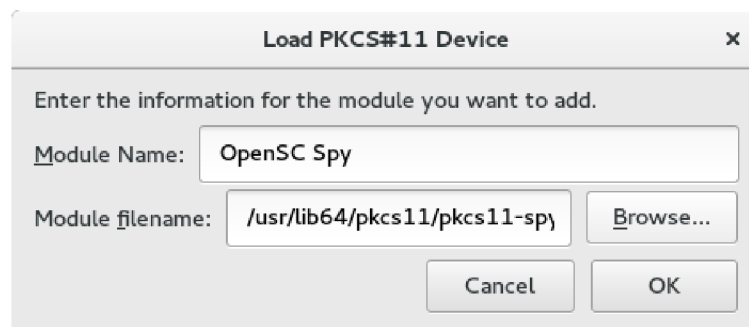 Load PKCS#11 Device ×
Enter the information for the module you want to add.
Module Name: OpenSC Spy
Module filename: /usr/lib64/pkcs11/pkcs11-spy Browse...
Cancel OK